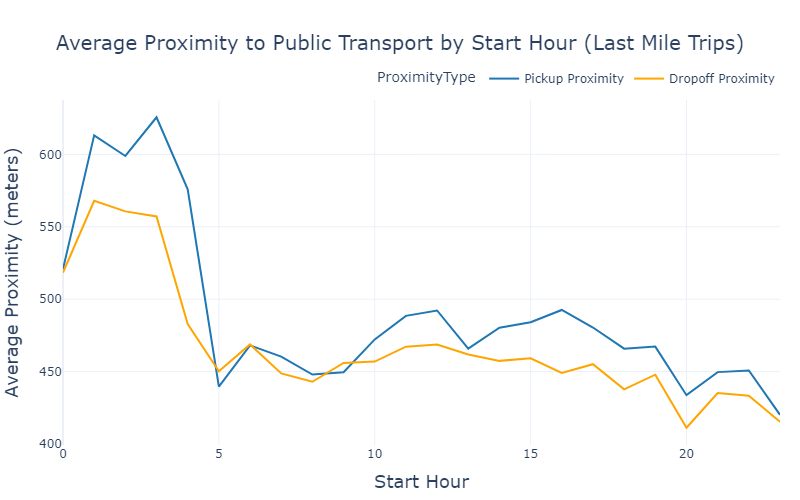 Average Proximity to Public Transport by Start Hour (Last Mile Trips)
ProximityType Pickup Proximity Dropoff Proximity
Average Proximity (meters)
600
550
500
450
400
0 5 10 15 20
Start Hour